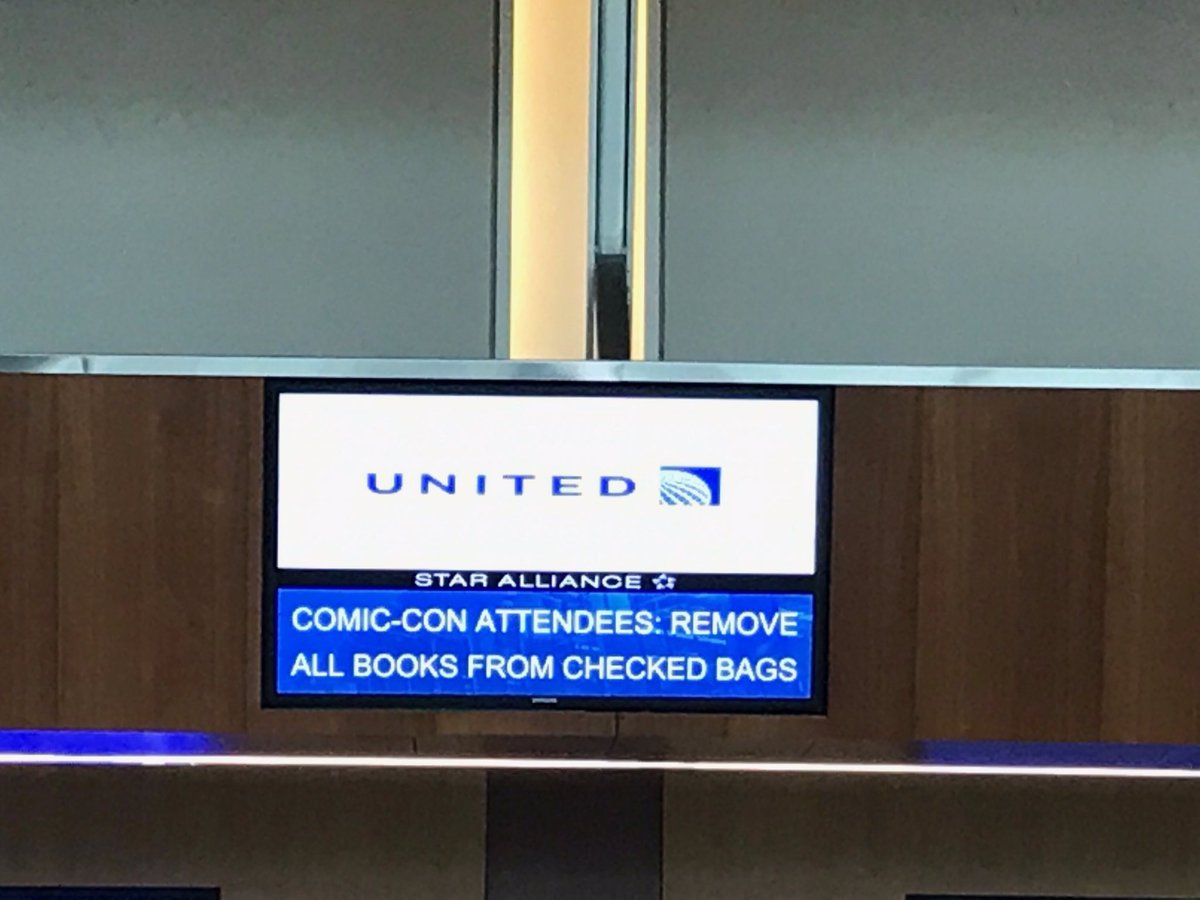 UNITED
STAR ALLIANCE
COMIC-CON ATTENDEES: REMOVE
ALL BOOKS FROM CHECKED BAGS